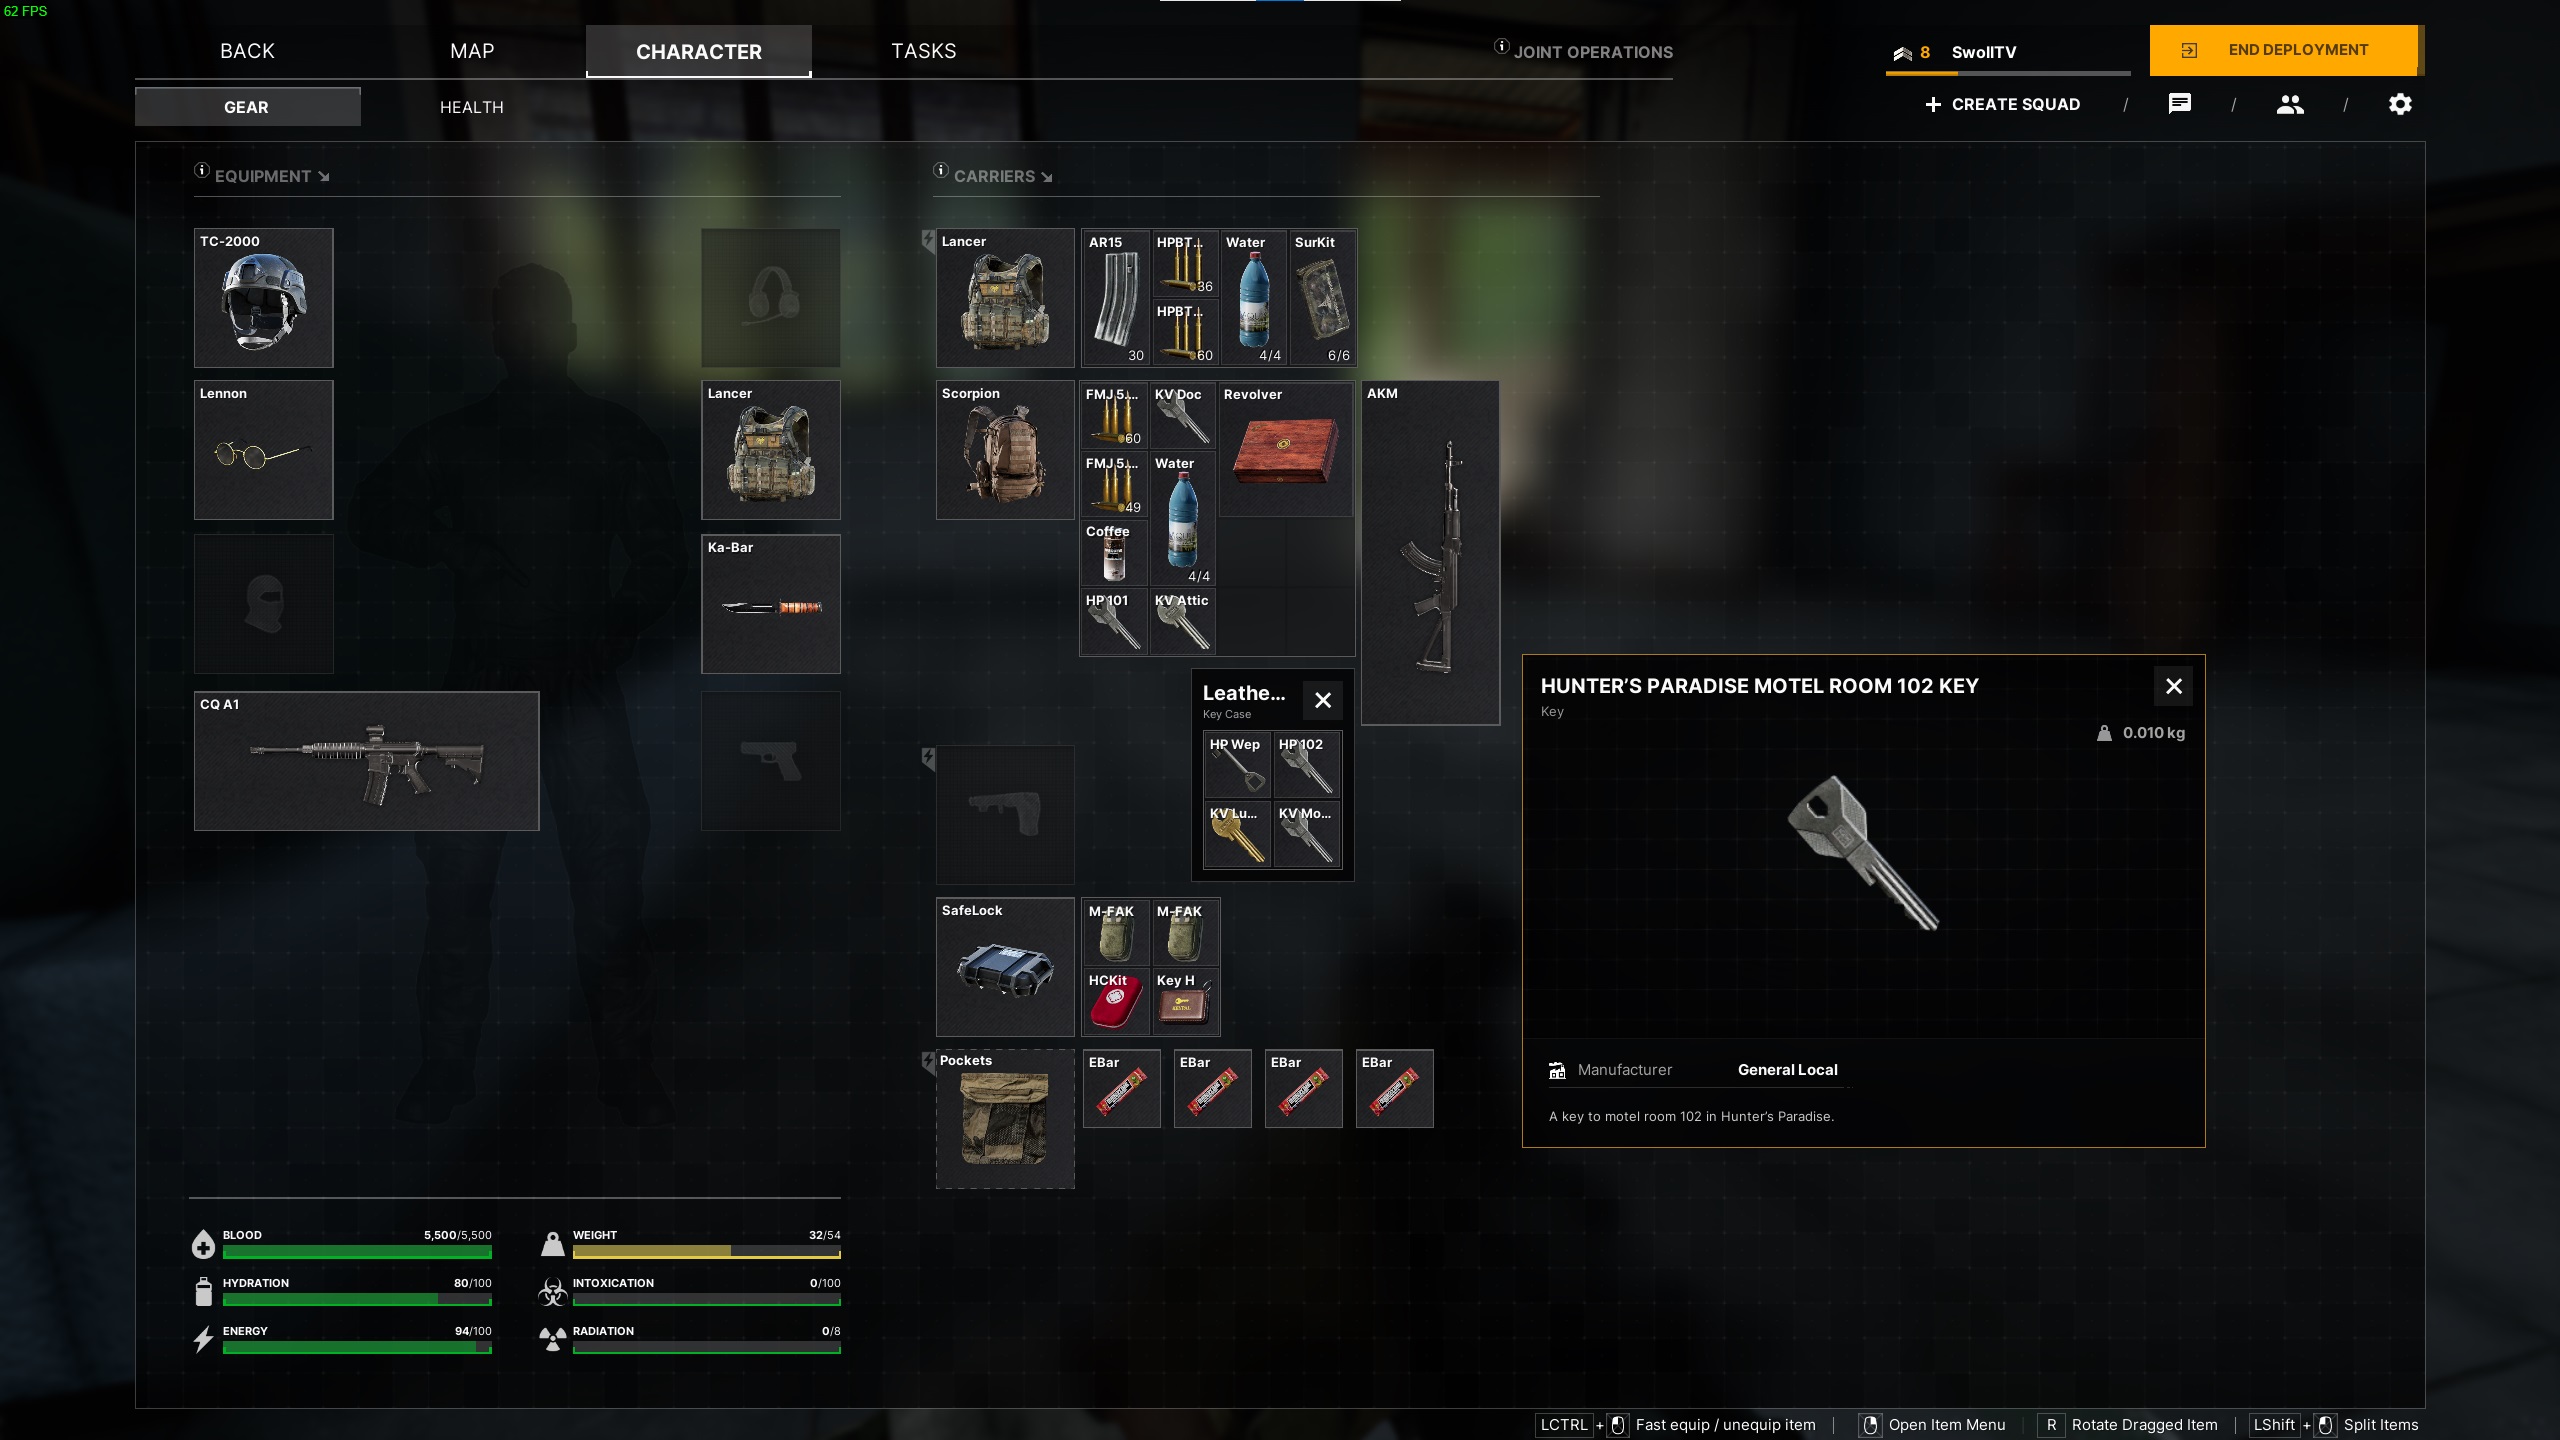 62 FPS
BACK
MAP
CHARACTER
TASKS
JOINT OPERATIONS
8
SwollTV
END DEPLOYMENT
GEAR
HEALTH
CREATE SQUAD
/
/
/
EQUIPMENT
CARRIERS
TC-2000
Lancer
AR15
30
HPBT...
36
HPBT...
60
Water
4/4
SurKit
6/6
Lennon
Lancer
Scorpion
FMJ 5....
60
KV Doc
Revolver
AKM
FMJ 5....
49
Water
4/4
Coffee
HP 101
KV Attic
Ka-Bar
CQ A1
Leathe...
Key Case
HP Wep
HP 102
KV Lu...
KV Mo...
HUNTER'S PARADISE MOTEL ROOM 102 KEY
Key
0.010 kg
Manufacturer
General Local
A key to motel room 102 in Hunter's Paradise.
SafeLock
M-FAK
M-FAK
HCKit
Key H
Pockets
EBar
EBar
EBar
EBar
BLOOD
5,500/5,500
WEIGHT
32/54
HYDRATION
80/100
INTOXICATION
0/100
ENERGY
94/100
RADIATION
0/8
LCTRL + Fast equip / unequip item
Open Item Menu
R Rotate Dragged Item
LShift + Split Items